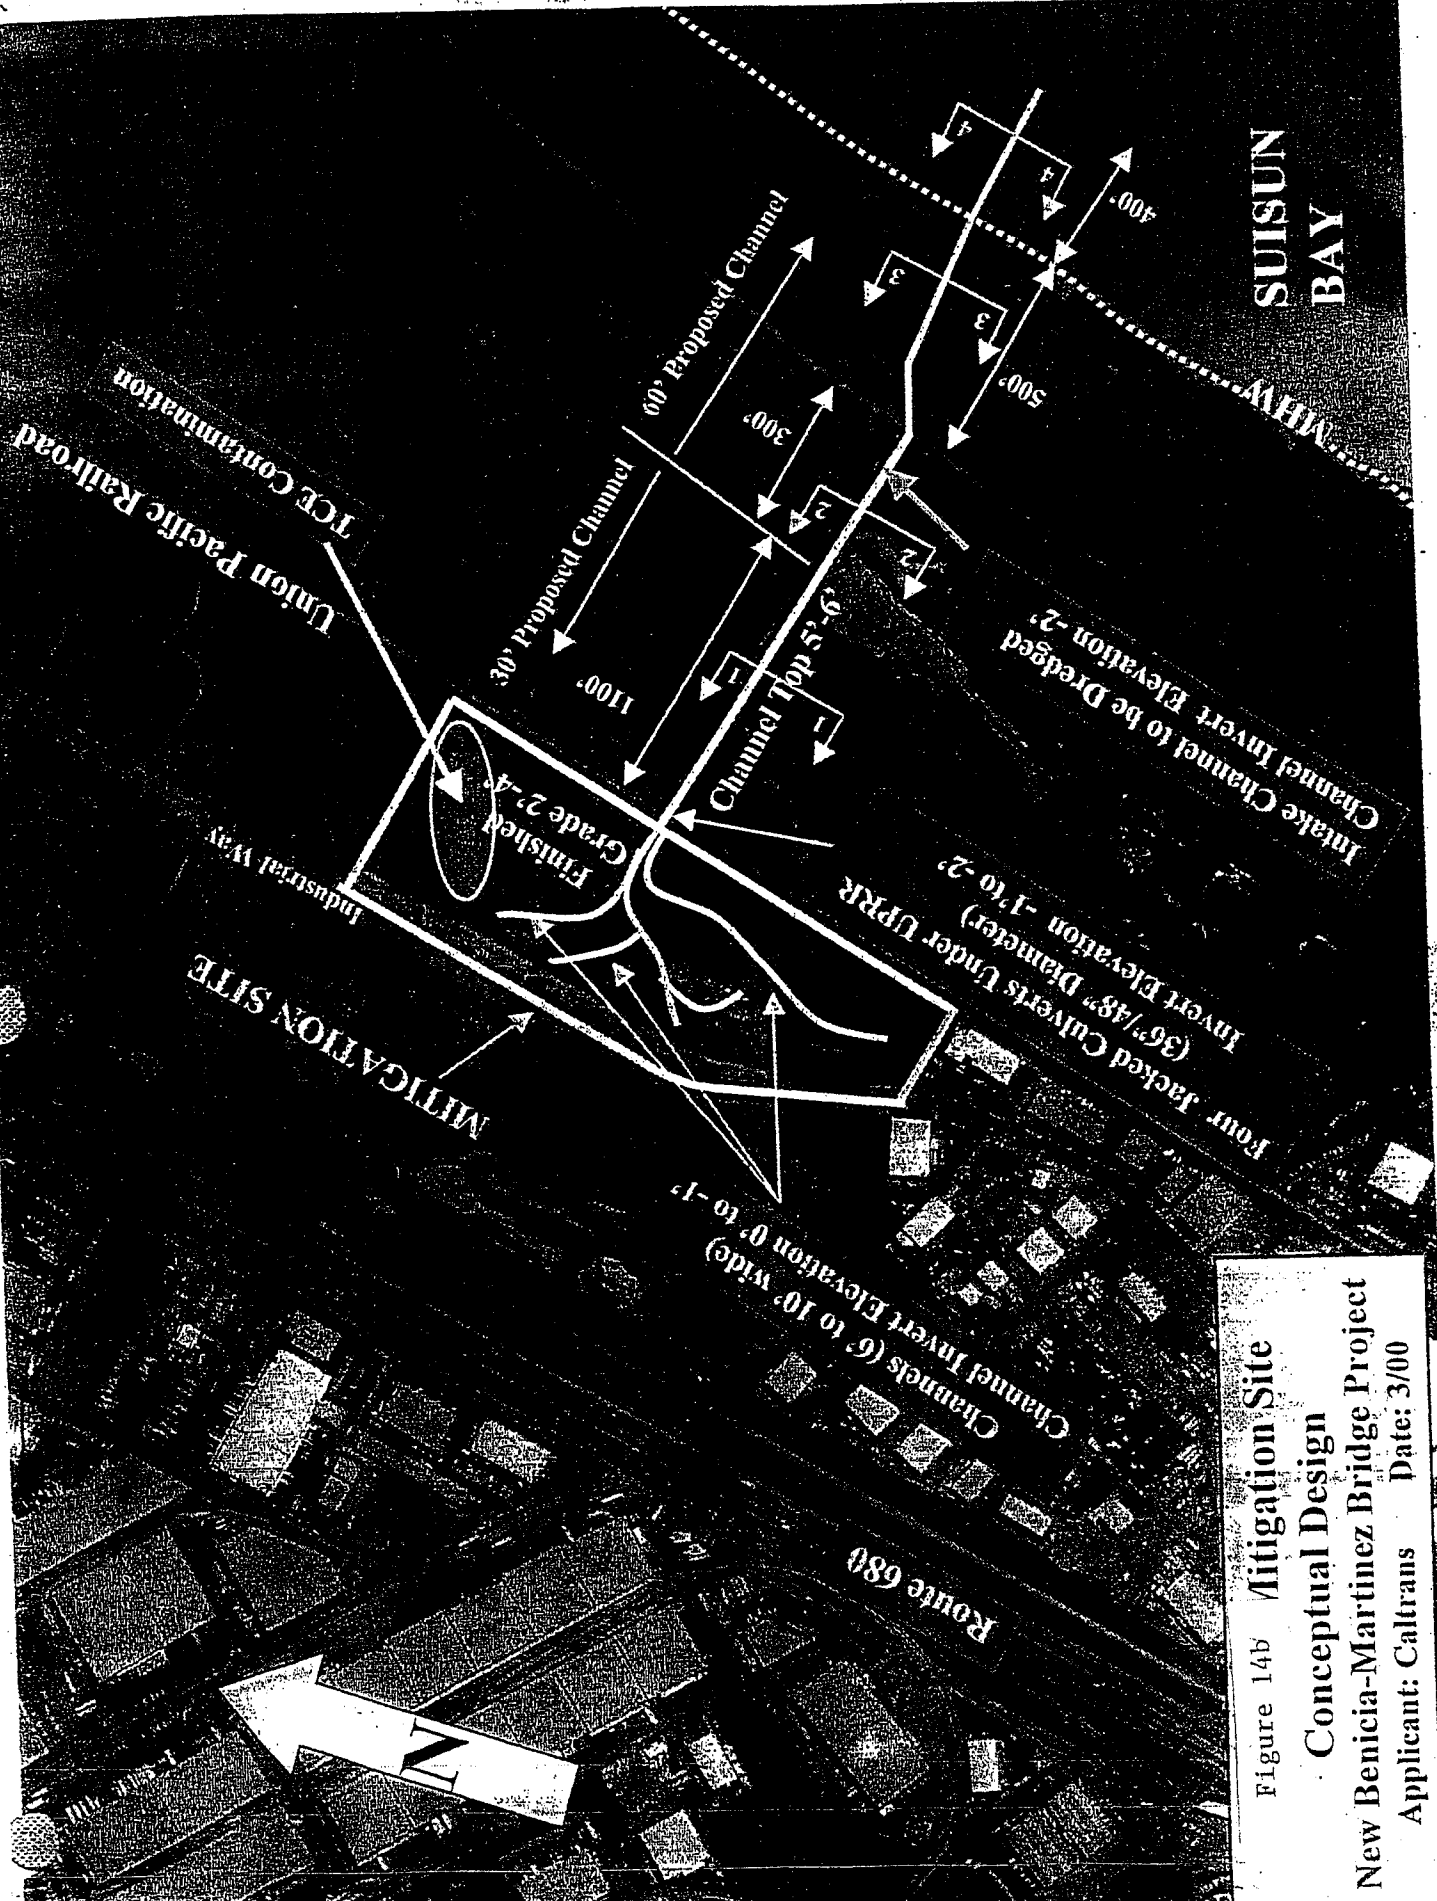 SUISUN
BAY
MHW
400'
500'
300'
1100'
60' Proposed Channel
30' Proposed Channel
4
4
3
3
2
2
1
1
TCE Contamination
Union Pacific Railroad
Industrial Way
Finished
Grade 2'-4'
Channel Top 5'-6'
MITIGATION SITE
Intake Channel to be Dredged
Channel Invert Elevation -2'
Four Jacked Culverts Under UPRR
(36"/48" Diameter)
Invert Elevation -1' to -2'
Channels (6' to 10' wide)
Channel Invert Elevation 0' to -1'
Route 680
N
Figure 14b Mitigation Site
Conceptual Design
New Benicia-Martinez Bridge Project
Applicant: Caltrans Date: 3/00